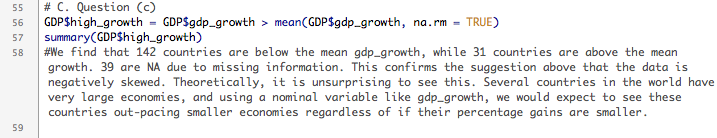 55 # C. Question (c)
56 GDP$high_growth = GDP$gdp_growth > mean(GDP$gdp_growth, na.rm = TRUE)
57 summary(GDP$high_growth)
58 #We find that 142 countries are below the mean gdp_growth, while 31 countries are above the mean
growth. 39 are NA due to missing information. This confirms the suggestion above that the data is
negatively skewed. Theoretically, it is unsurprising to see this. Several countries in the world have
very large economies, and using a nominal variable like gdp_growth, we would expect to see these
countries out-pacing smaller economies regardless of if their percentage gains are smaller.
59